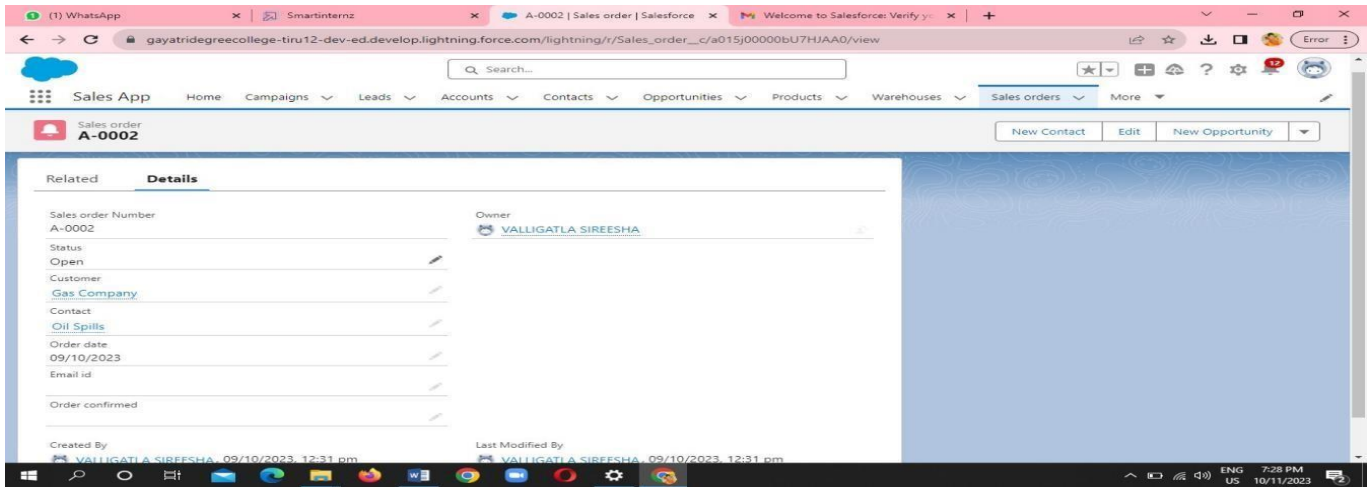 (1) WhatsApp
Smartinternz
A-0002 | Sales order | Salesforce
Welcome to Salesforce: Verify yo
gayatridegreecollege-tiru12-dev-ed.develop.lightning.force.com/lightning/r/Sales_order__c/a015j00000bU7HJAA0/view
Error
Search...
12
Sales App Home Campaigns Leads Accounts Contacts Opportunities Products Warehouses Sales orders More
Sales order
A-0002
New Contact Edit New Opportunity
Related Details
Sales order Number
A-0002
Owner
VALLIGATLA SIREESHA
Status
Open
Customer
Gas Company
Contact
Oil Spills
Order date
09/10/2023
Email id
Order confirmed
Created By
VALLIGATLA SIREESHA, 09/10/2023, 12:31 pm
Last Modified By
VALLIGATLA SIREESHA, 09/10/2023, 12:31 pm
ENG
US
7:28 PM
10/11/2023
2